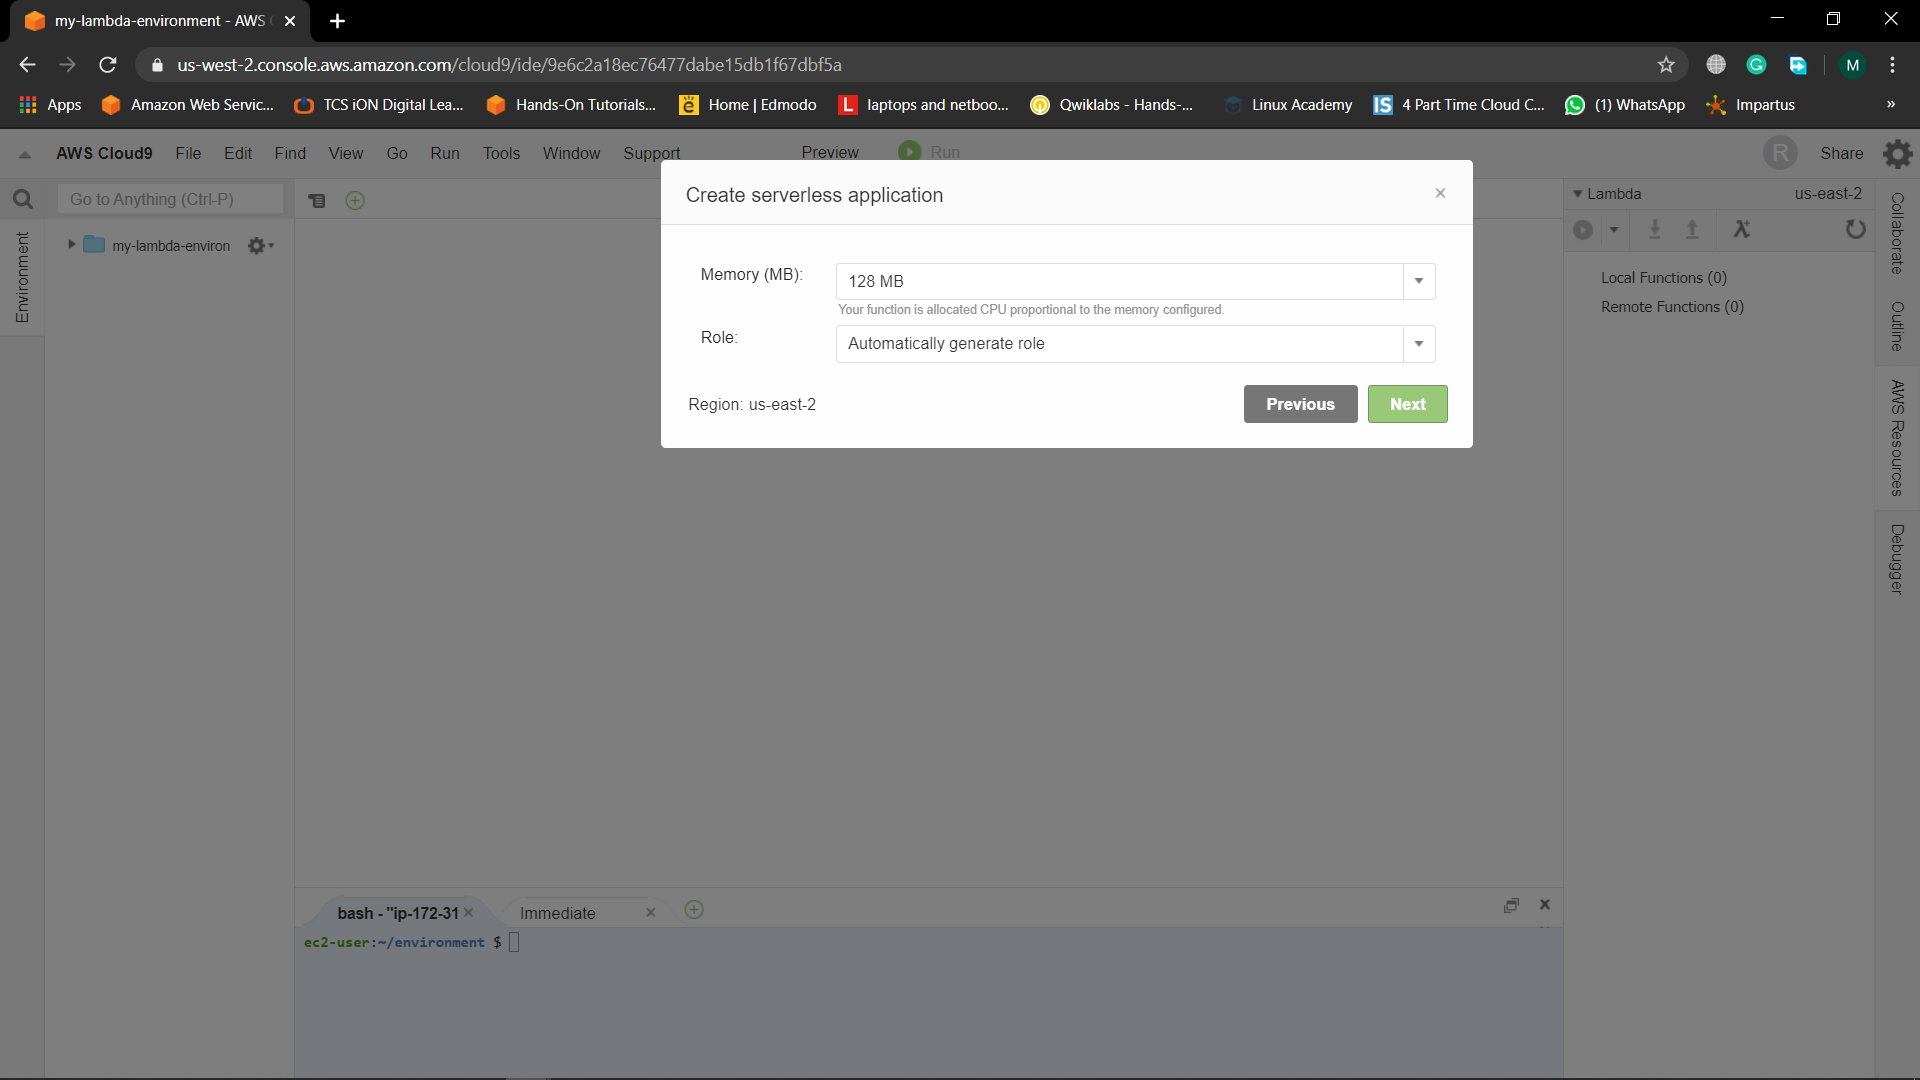 my-lambda-environment - AWS
us-west-2.console.aws.amazon.com/cloud9/ide/9e6c2a18ec76477dabe15db1f67dbf5a
M
Apps Amazon Web Servic... TCS iON Digital Lea... Hands-On Tutorials... Home | Edmodo laptops and netboo... Qwiklabs - Hands-... Linux Academy 4 Part Time Cloud C... (1) WhatsApp Impartus »
AWS Cloud9 File Edit Find View Go Run Tools Window Support Preview Run R Share
Go to Anything (Ctrl-P)
Environment
my-lambda-environ
Create serverless application
Memory (MB):
128 MB
Your function is allocated CPU proportional to the memory configured.
Role:
Automatically generate role
Region: us-east-2
Previous
Next
Lambda us-east-2
Local Functions (0)
Remote Functions (0)
Collaborate
Outline
AWS Resources
Debugger
bash - "ip-172-31
Immediate
ec2-user:~/environment $